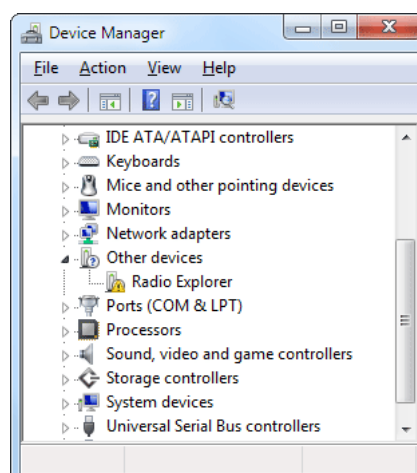 Device Manager
File Action View Help
IDE ATA/ATAPI controllers
Keyboards
Mice and other pointing devices
Monitors
Network adapters
Other devices
Radio Explorer
Ports (COM & LPT)
Processors
Sound, video and game controllers
Storage controllers
System devices
Universal Serial Bus controllers